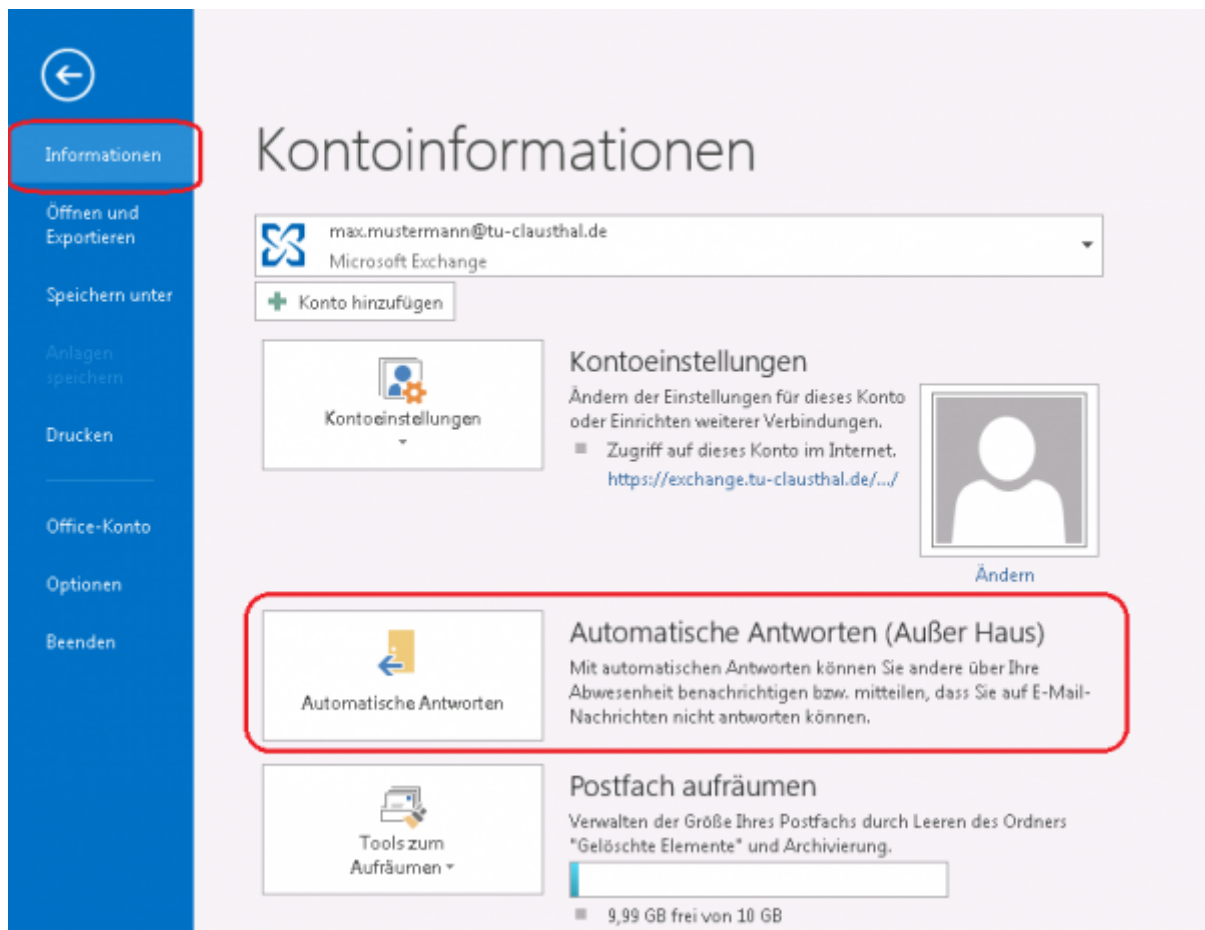 Informationen
Öffnen und
Exportieren
Speichern unter
Anlagen
speichern
Drucken
Office-Konto
Optionen
Beenden
Kontoinformationen
max.mustermann@tu-clausthal.de
Microsoft Exchange
Konto hinzufügen
Kontoeinstellungen
Kontoeinstellungen
Ändern der Einstellungen für dieses Konto
oder Einrichten weiterer Verbindungen.
Zugriff auf dieses Konto im Internet.
https://exchange.tu-clausthal.de/.../
Ändern
Automatische Antworten
Automatische Antworten (Außer Haus)
Mit automatischen Antworten können Sie andere über Ihre
Abwesenheit benachrichtigen bzw. mitteilen, dass Sie auf E-Mail-
Nachrichten nicht antworten können.
Tools zum
Aufräumen
Postfach aufräumen
Verwalten der Größe Ihres Postfachs durch Leeren des Ordners
"Gelöschte Elemente" und Archivierung.
9,99 GB frei von 10 GB